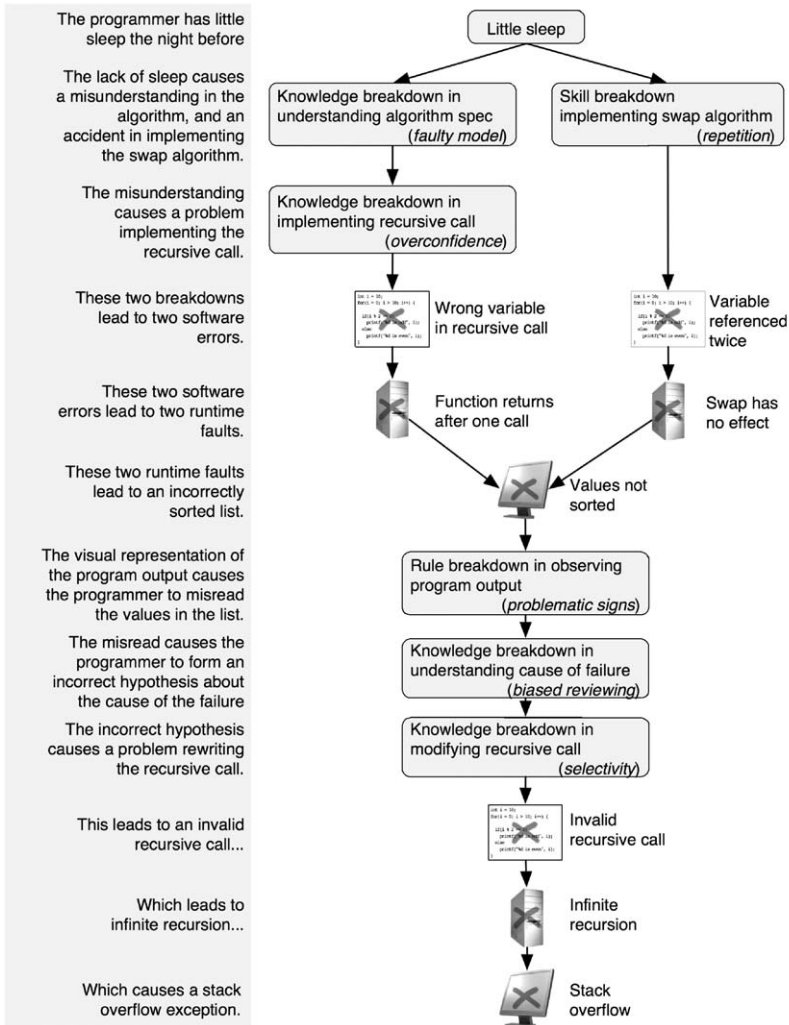 The programmer has little
sleep the night before
Little sleep
The lack of sleep causes
a misunderstanding in the
algorithm, and an
accident in implementing
the swap algorithm.
Knowledge breakdown in
understanding algorithm spec
(faulty model)
Skill breakdown
implementing swap algorithm
(repetition)
The misunderstanding
causes a problem
implementing the
recursive call.
Knowledge breakdown in
implementing recursive call
(overconfidence)
These two breakdowns
lead to two software
errors.
Wrong variable
in recursive call
Variable
referenced
twice
These two software
errors lead to two runtime
faults.
Function returns
after one call
Swap has
no effect
These two runtime faults
lead to an incorrectly
sorted list.
Values not
sorted
The visual representation of
the program output causes
the programmer to misread
the values in the list.
Rule breakdown in observing
program output
(problematic signs)
The misread causes the
programmer to form an
incorrect hypothesis about
the cause of the failure
Knowledge breakdown in
understanding cause of failure
(biased reviewing)
The incorrect hypothesis
causes a problem rewriting
the recursive call.
Knowledge breakdown in
modifying recursive call
(selectivity)
This leads to an invalid
recursive call...
Invalid
recursive call
Which leads to
infinite recursion...
Infinite
recursion
Which causes a stack
overflow exception.
Stack
overflow